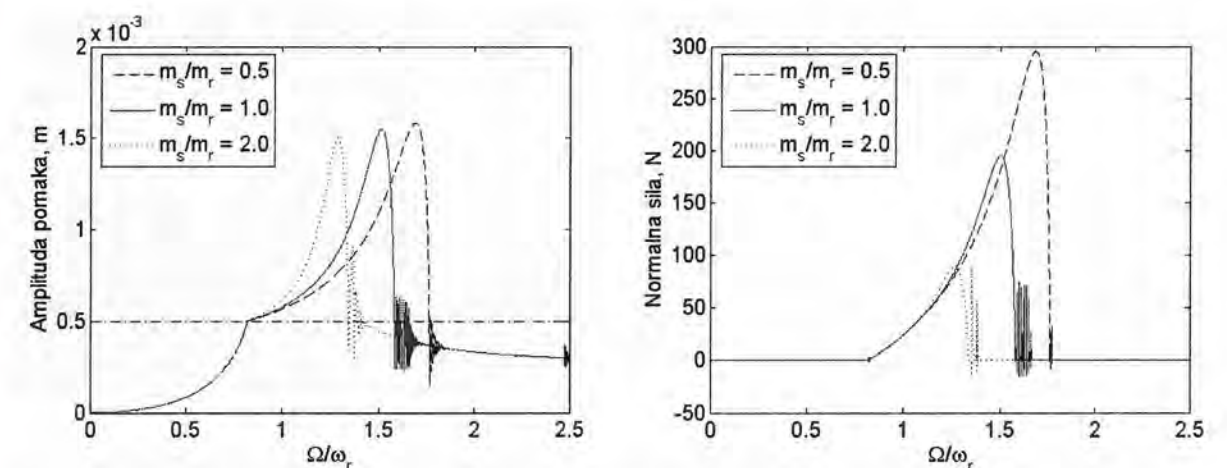 x 10⁻³
2
1.5
1
0.5
0
Amplituda pomaka, m
m_s/m_r = 0.5
m_s/m_r = 1.0
m_s/m_r = 2.0
0 0.5 1 1.5 2 2.5
Ω/ω_r
300
250
200
150
100
50
0
-50
Normalna sila, N
m_s/m_r = 0.5
m_s/m_r = 1.0
m_s/m_r = 2.0
0 0.5 1 1.5 2 2.5
Ω/ω_r